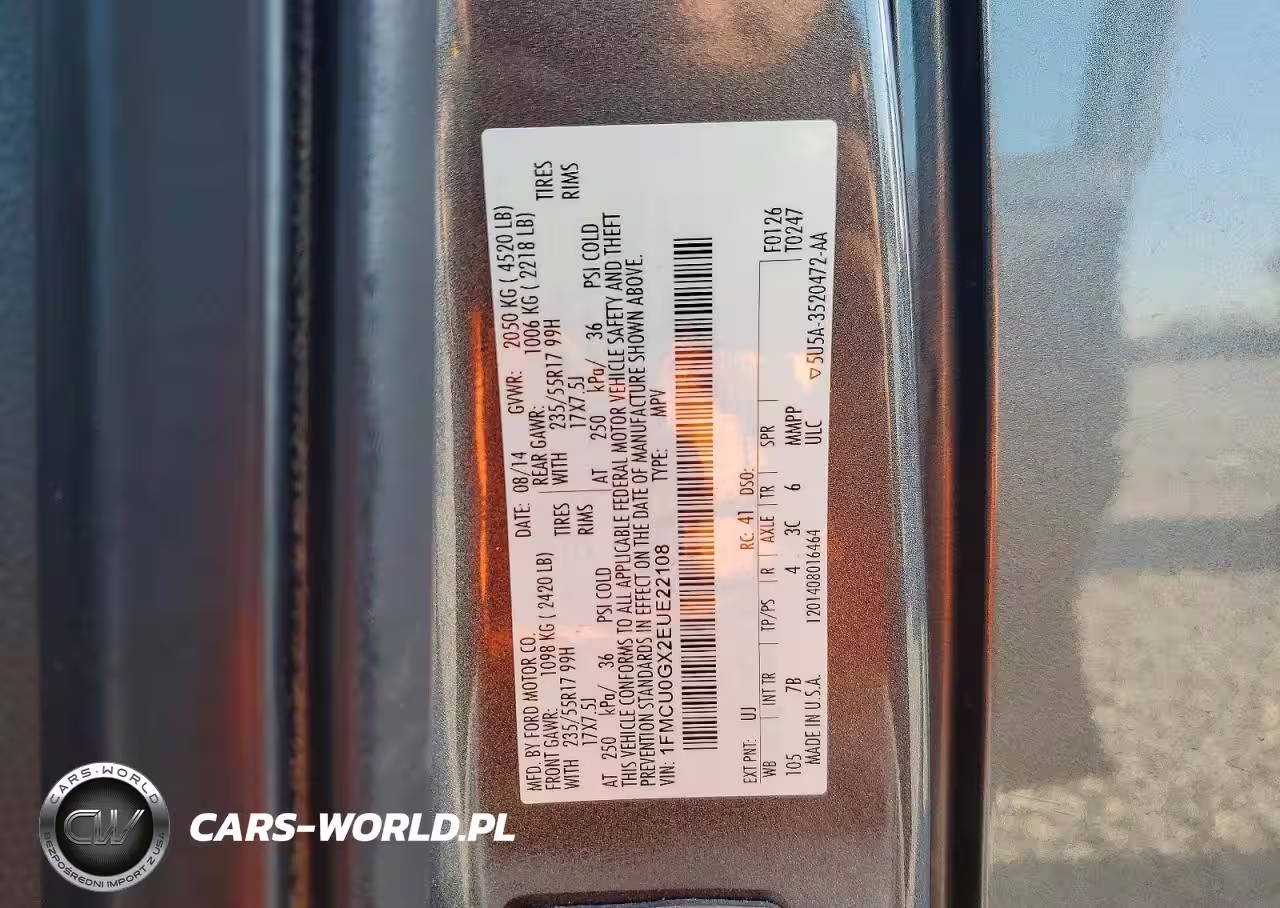 MFD. BY FORD MOTOR CO.
DATE: 08/14 GVWR: 2050 KG ( 4520 LB)
FRONT GAWR: 1098 KG ( 2420 LB) REAR GAWR: 1006 KG ( 2218 LB)
WITH 235/55R17 99H TIRES WITH 235/55R17 99H TIRES
17X7.5J RIMS 17X7.5J RIMS
AT 250 kPa/ 36 PSI COLD AT 250 kPa/ 36 PSI COLD
THIS VEHICLE CONFORMS TO ALL APPLICABLE FEDERAL MOTOR VEHICLE SAFETY AND THEFT
PREVENTION STANDARDS IN EFFECT ON THE DATE OF MANUFACTURE SHOWN ABOVE.
VIN: 1FMCU0GX2EUE22108 TYPE: MPV
EXT PNT: UJ RC: 41 DSO: F0126
WB INT TR TP/PS R AXLE TR SPR T0247
105 7B 4 3C 6 MMPP
MADE IN U.S.A. 1201408016464 ULC ▽5U5A-3520472-AA
CARS-WORLD
CW
BEZPOŚREDNI IMPORT Z USA
CARS-WORLD.PL